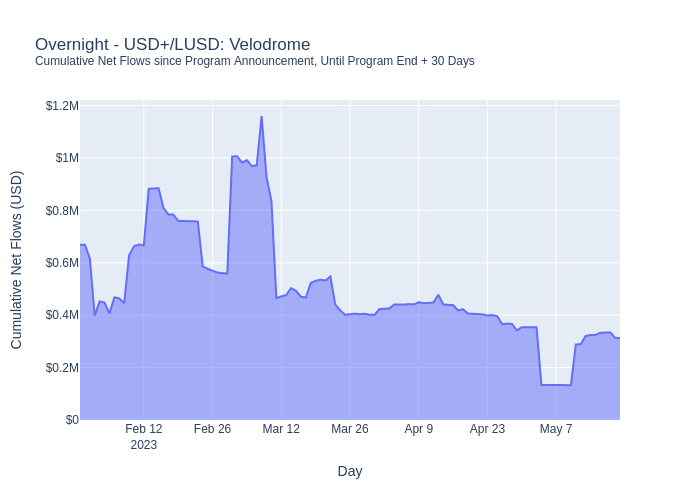 Overnight - USD+/LUSD: Velodrome
Cumulative Net Flows since Program Announcement, Until Program End + 30 Days
Cumulative Net Flows (USD)
$1.2M
$1M
$0.8M
$0.6M
$0.4M
$0.2M
$0
Feb 12 Feb 26 Mar 12 Mar 26 Apr 9 Apr 23 May 7
2023
Day